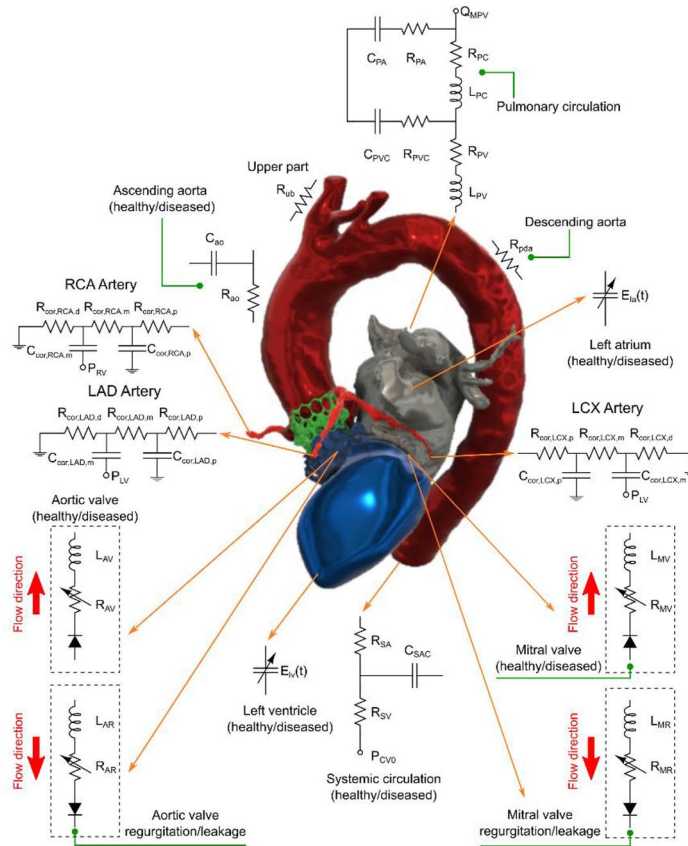 Q_MPV
C_PA R_PA R_PC
L_PC
Pulmonary circulation
C_PVC R_PVC R_PV
L_PV
Upper part
R_ub
Ascending aorta
(healthy/diseased)
C_ao
R_ao
Descending aorta
R_pda
E_la(t)
Left atrium
(healthy/diseased)
RCA Artery
R_cor,RCA,d R_cor,RCA,m R_cor,RCA,p
C_cor,RCA,m C_cor,RCA,p
P_RV
LAD Artery
R_cor,LAD,d R_cor,LAD,m R_cor,LAD,p
C_cor,LAD,m C_cor,LAD,p
P_LV
LCX Artery
R_cor,LCX,p R_cor,LCX,m R_cor,LCX,d
C_cor,LCX,p C_cor,LCX,m
P_LV
Aortic valve
(healthy/diseased)
Flow direction
L_AV
R_AV
Flow direction
L_MV
R_MV
Mitral valve
(healthy/diseased)
E_lv(t)
Left ventricle
(healthy/diseased)
R_SA
C_SAC
R_SV
P_CV0
Systemic circulation
(healthy/diseased)
Flow direction
L_AR
R_AR
Aortic valve
regurgitation/leakage
Flow direction
L_MR
R_MR
Mitral valve
regurgitation/leakage